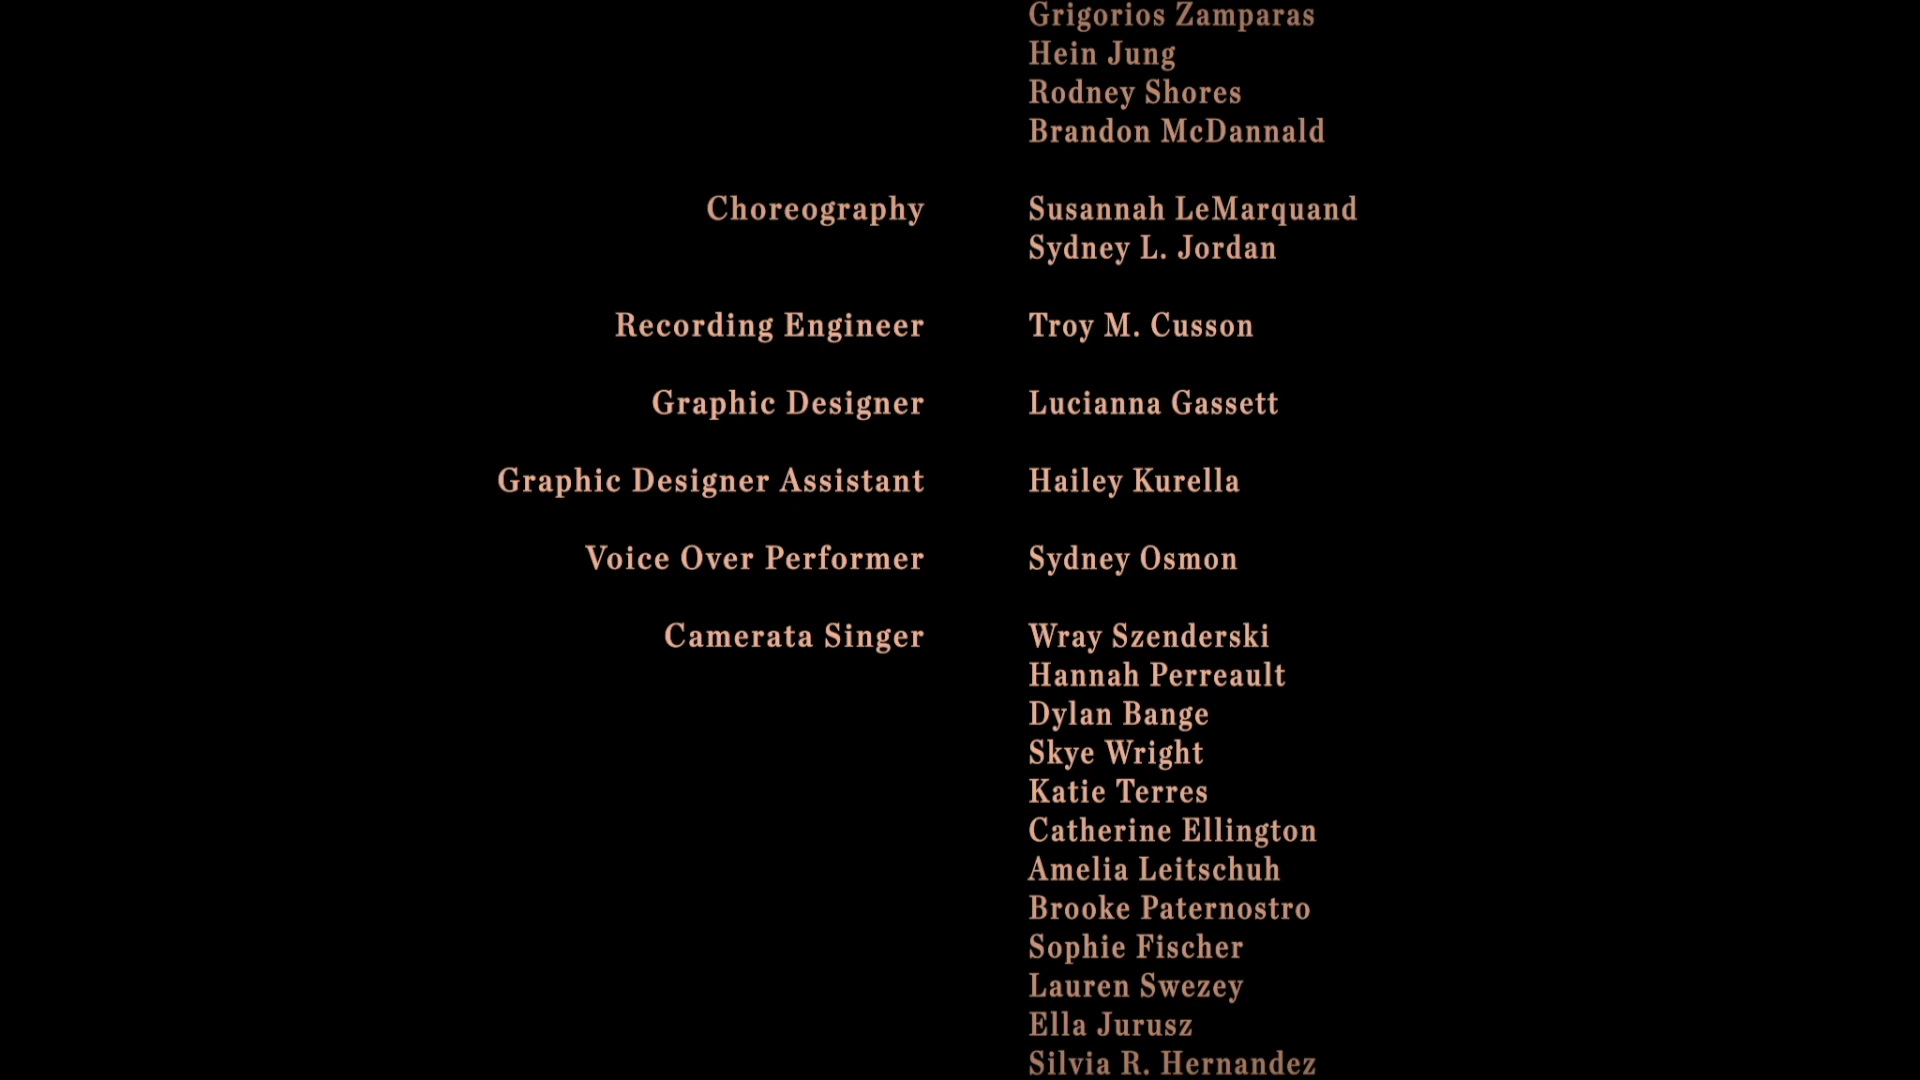 Grigorios Zamparas
Hein Jung
Rodney Shores
Brandon McDannald
Choreography Susannah LeMarquand
Sydney L. Jordan
Recording Engineer Troy M. Cusson
Graphic Designer Lucianna Gassett
Graphic Designer Assistant Hailey Kurella
Voice Over Performer Sydney Osmon
Camerata Singer Wray Szenderski
Hannah Perreault
Dylan Bange
Skye Wright
Katie Terres
Catherine Ellington
Amelia Leitschuh
Brooke Paternostro
Sophie Fischer
Lauren Swezey
Ella Jurusz
Silvia R. Hernandez